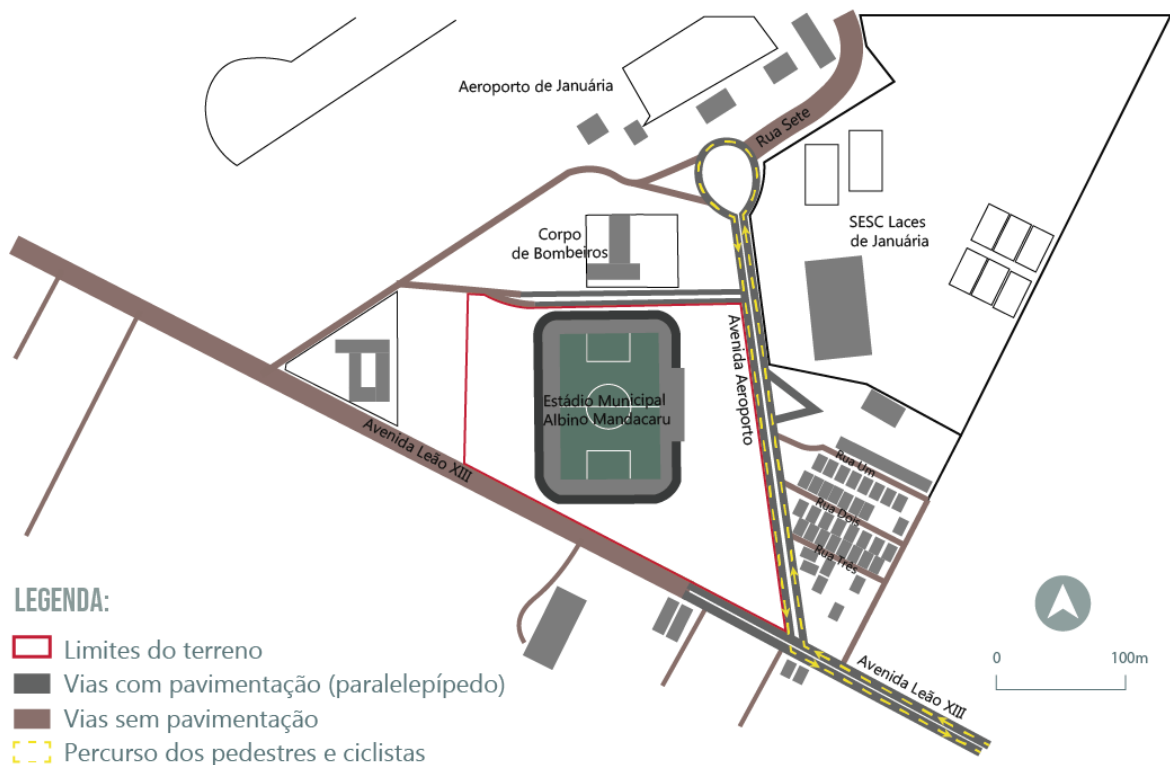 Aeroporto de Januária
Rua Sete
SESC Laces
de Januária
Corpo
de Bombeiros
Avenida Aeroporto
Estádio Municipal
Albino Mandacaru
Avenida Leão XIII
Rua Um
Rua Dois
Rua Três
Avenida Leão XIII
LEGENDA:
Limites do terreno
Vias com pavimentação (paralelepípedo)
Vias sem pavimentação
Percurso dos pedestres e ciclistas
0
100m